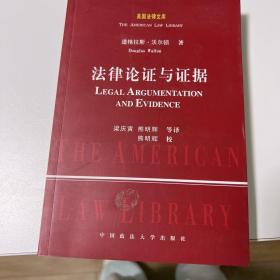 美国法律文库
THE AMERICAN LAW LIBRARY
道格拉斯·沃尔顿 著
Douglas Walton
法律论证与证据
LEGAL ARGUMENTATION
AND EVIDENCE
梁庆寅 熊明辉 等译
熊明辉 校
THE AMERICAN
LAW LIBRARY
中国政法大学出版社